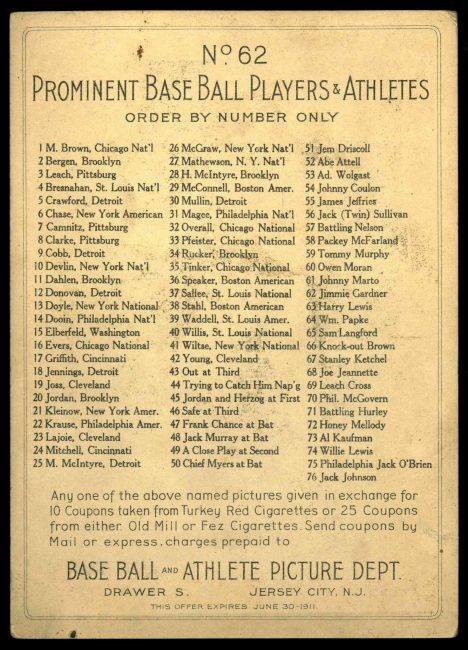 No 62
PROMINENT BASE BALL PLAYERS & ATHLETES
ORDER BY NUMBER ONLY
1 M. Brown, Chicago Nat'l
2 Bergen, Brooklyn
3 Leach, Pittsburg
4 Bresnahan, St. Louis Nat'l
5 Crawford, Detroit
6 Chase, New York American
7 Camnitz, Pittsburg
8 Clarke, Pittsburg
9 Cobb, Detroit
10 Devlin, New York Nat'l
11 Dahlen, Brooklyn
12 Donovan, Detroit
13 Doyle, New York National
14 Dooin, Philadelphia Nat'l
15 Elberfeld, Washington
16 Evers, Chicago National
17 Griffith, Cincinnati
18 Jennings, Detroit
19 Joss, Cleveland
20 Jordan, Brooklyn
21 Kleinow, New York Amer.
22 Krause, Philadelphia Amer.
23 Lajoie, Cleveland
24 Mitchell, Cincinnati
25 M. McIntyre, Detroit
26 McGraw, New York Nat'l
27 Mathewson, N. Y. Nat'l
28 H. McIntyre, Brooklyn
29 McConnell, Boston Amer.
30 Mullin, Detroit
31 Magee, Philadelphia Nat'l
32 Overall, Chicago National
33 Pfeister, Chicago National
34 Rucker, Brooklyn
35 Tinker, Chicago National
36 Speaker, Boston American
37 Sallee, St. Louis National
38 Stahl, Boston American
39 Waddell, St. Louis Amer.
40 Willis, St. Louis National
41 Wiltse, New York National
42 Young, Cleveland
43 Out at Third
44 Trying to Catch Him Nap'g
45 Jordan and Herzog at First
46 Safe at Third
47 Frank Chance at Bat
48 Jack Murray at Bat
49 A Close Play at Second
50 Chief Myers at Bat
51 Jem Driscoll
52 Abe Attell
53 Ad. Wolgast
54 Johnny Coulon
55 James Jeffries
56 Jack (Twin) Sullivan
57 Battling Nelson
58 Packey McFarland
59 Tommy Murphy
60 Owen Moran
61 Johnny Marto
62 Jimmie Gardner
63 Harry Lewis
64 Wm. Papke
65 Sam Langford
66 Knock-out Brown
67 Stanley Ketchel
68 Joe Jeannette
69 Leach Cross
70 Phil. McGovern
71 Battling Hurley
72 Honey Mellody
73 Al Kaufman
74 Willie Lewis
75 Philadelphia Jack O'Brien
76 Jack Johnson
Any one of the above named pictures given in exchange for
10 Coupons taken from Turkey Red Cigarettes or 25 Coupons
from either Old Mill or Fez Cigarettes. Send coupons by
Mail or express, charges prepaid to
BASE BALL AND ATHLETE PICTURE DEPT.
DRAWER S. JERSEY CITY, N.J.
THIS OFFER EXPIRES JUNE 30-1911.